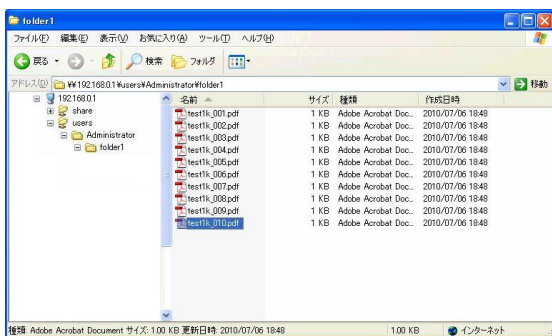 folder1
ファイル(F) 編集(E) 表示(V) お気に入り(A) ツール(T) ヘルプ(H)
戻る 検索 フォルダ
アドレス(D) ¥¥192.168.0.1¥users¥Administrator¥folder1 移動
192.168.0.1
share
users
Administrator
folder1
名前 サイズ 種類 作成日時
test1k_001.pdf 1 KB Adobe Acrobat Doc... 2010/07/06 18:48
test1k_002.pdf 1 KB Adobe Acrobat Doc... 2010/07/06 18:48
test1k_003.pdf 1 KB Adobe Acrobat Doc... 2010/07/06 18:48
test1k_004.pdf 1 KB Adobe Acrobat Doc... 2010/07/06 18:48
test1k_005.pdf 1 KB Adobe Acrobat Doc... 2010/07/06 18:48
test1k_006.pdf 1 KB Adobe Acrobat Doc... 2010/07/06 18:48
test1k_007.pdf 1 KB Adobe Acrobat Doc... 2010/07/06 18:48
test1k_008.pdf 1 KB Adobe Acrobat Doc... 2010/07/06 18:48
test1k_009.pdf 1 KB Adobe Acrobat Doc... 2010/07/06 18:48
test1k_010.pdf 1 KB Adobe Acrobat Doc... 2010/07/06 18:48
種類: Adobe Acrobat Document サイズ: 1.00 KB 更新日時: 2010/07/06 18:48 1.00 KB インターネット